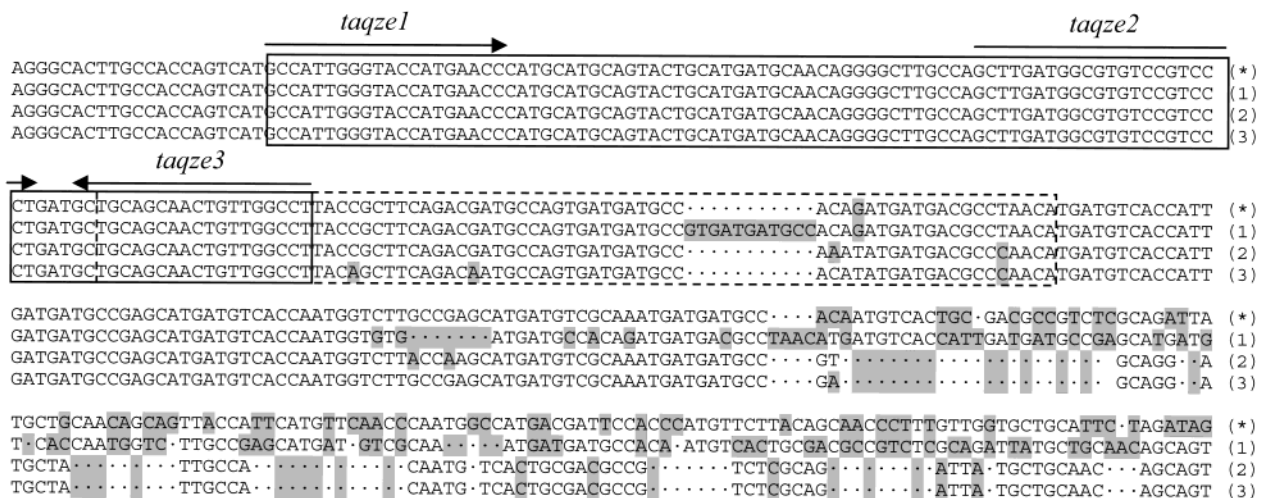 taqze1 taqze2
AGGGCACTTGCCACCAGTCATGCCATTGGGTACCATGAACCCATGCATGCAGTACTGCATGATGCAACAGGGGCTTGCCAGCTTGATGGCGTGTCCGTCC (*)
AGGGCACTTGCCACCAGTCATGCCATTGGGTACCATGAACCCATGCATGCAGTACTGCATGATGCAACAGGGGCTTGCCAGCTTGATGGCGTGTCCGTCC (1)
AGGGCACTTGCCACCAGTCATGCCATTGGGTACCATGAACCCATGCATGCAGTACTGCATGATGCAACAGGGGCTTGCCAGCTTGATGGCGTGTCCGTCC (2)
AGGGCACTTGCCACCAGTCATGCCATTGGGTACCATGAACCCATGCATGCAGTACTGCATGATGCAACAGGGGCTTGCCAGCTTGATGGCGTGTCCGTCC (3)
taqze3
CTGATGCTGCAGCAACTGTTGGCCTTACCGCTTCAGACGATGCCAGTGATGATGCC···········ACAGATGATGACGCCTAACATGATGTCACCATT (*)
CTGATGCTGCAGCAACTGTTGGCCTTACCGCTTCAGACGATGCCAGTGATGATGCCGTGATGATGCCACAGATGATGACGCCTAACATGATGTCACCATT (1)
CTGATGCTGCAGCAACTGTTGGCCTTACCGCTTCAGACGATGCCAGTGATGATGCC···········AAATATGATGACGCCCAACATGATGTCACCATT (2)
CTGATGCTGCAGCAACTGTTGGCCTTACAGCTTCAGACAATGCCAGTGATGATGCC···········ACATATGATGACGCCCAACATGATGTCACCATT (3)
GATGATGCCGAGCATGATGTCACCAATGGTCTTGCCGAGCATGATGTCGCAAATGATGATGCC····ACAATGTCACTGC·GACGCCGTCTCGCAGATTA (*)
GATGATGCCGAGCATGATGTCACCAATGGTGTG·······ATGATGCCACAGATGATGACGCCTAACATGATGTCACCATTGATGATGCCGAGCATGATG (1)
GATGATGCCGAGCATGATGTCACCAATGGTCTTACCAAGCATGATGTCGCAAATGATGATGCC····GT·······················GCAGG··A (2)
GATGATGCCGAGCATGATGTCACCAATGGTCTTGCCGAGCATGATGTCGCAAATGATGATGCC····GA·······················GCAGG··A (3)
TGCTGCAACAGCAGTTACCATTCATGTTCAACCCAATGGCCATGACGATTCCACCCATGTTCTTACAGCAACCCTTTGTTGGTGCTGCATTC·TAGATAG (*)
T·CACCAATGGTC·TTGCCGAGCATGAT·GTCGCAA·····ATGATGATGCCACA·ATGTCACTGCGACGCCGTCTCGCAGATTATGCTGCAACAGCAGT (1)
TGCTA·········TTGCCA·············CAATG·TCACTGCGACGCCG·······TCTCGCAG·········ATTA·TGCTGCAAC···AGCAGT (2)
TGCTA·········TTGCCA·············CAATG·TCACTGCGACGCCG·······TCTCGCAG·········ATTA·TGCTGCAAC···AGCAGT (3)